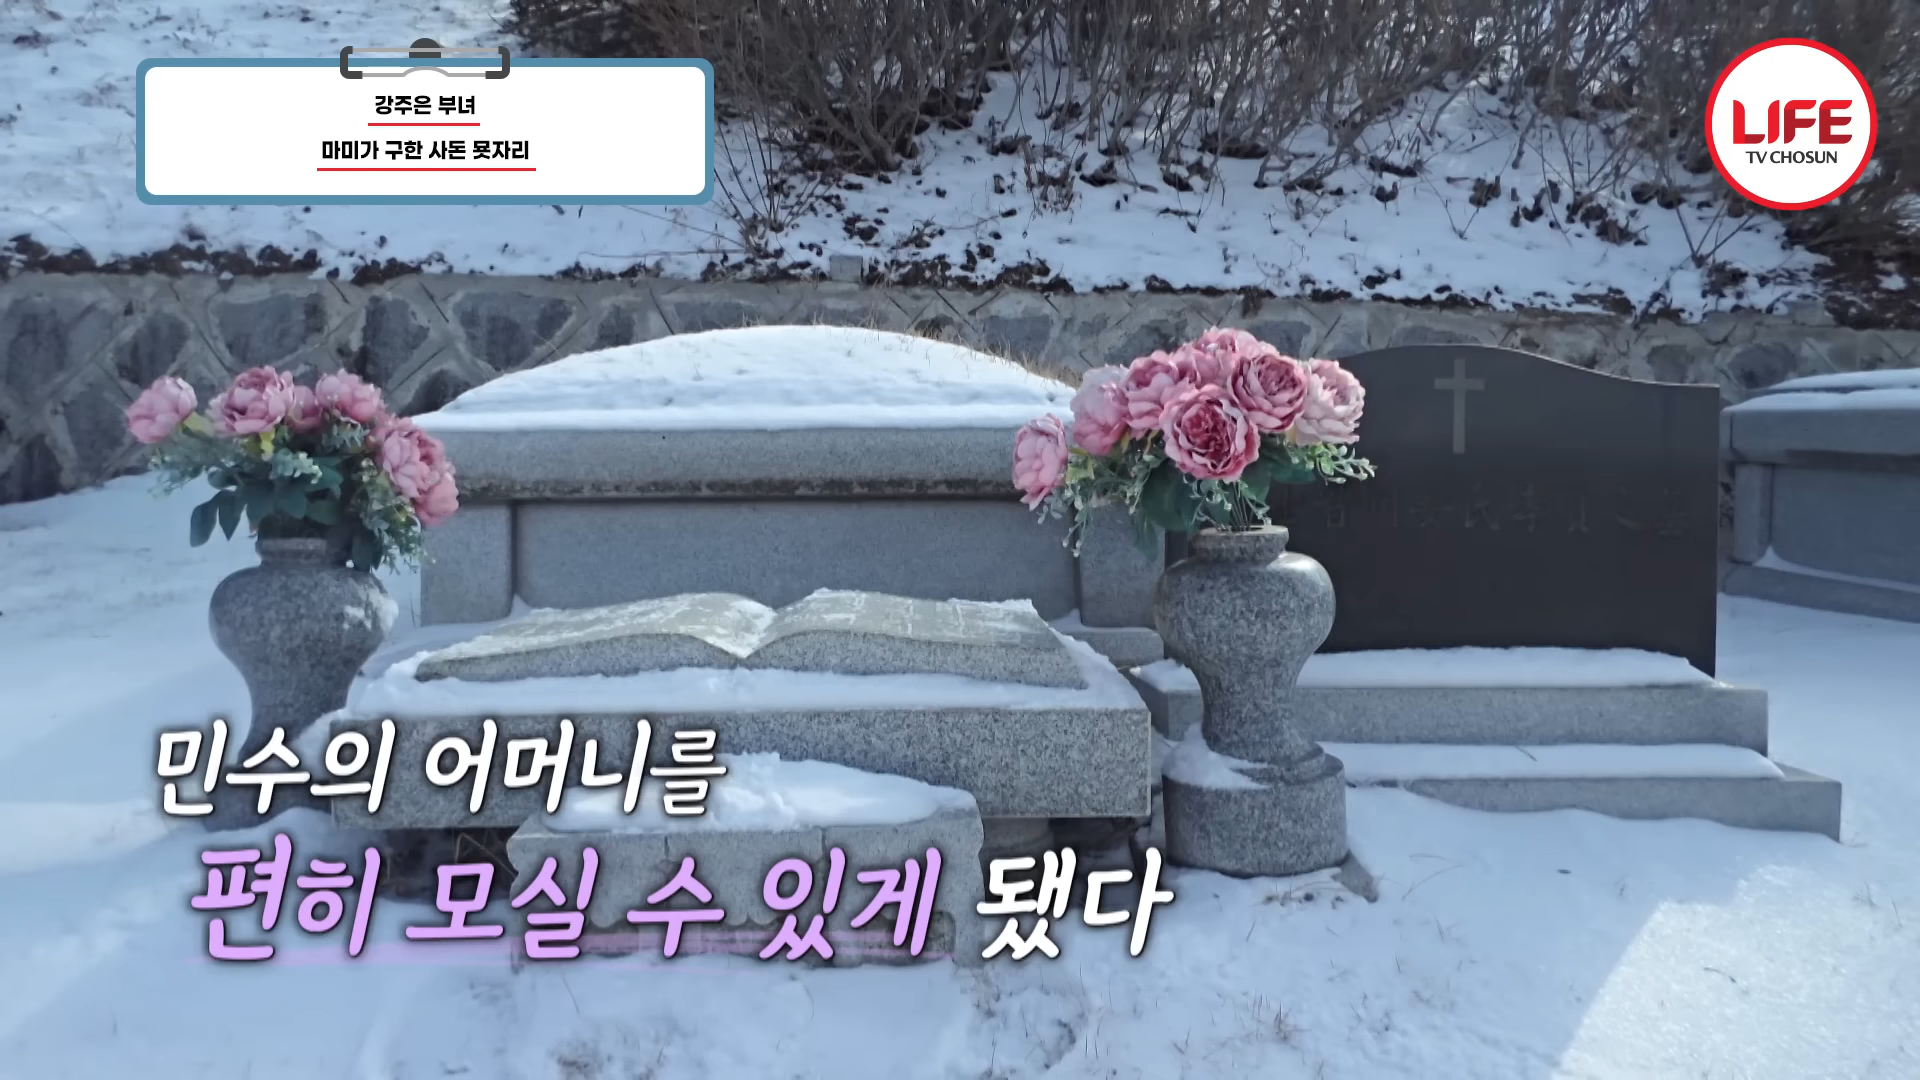 강주은 부녀
마미가 구한 사돈 묫자리
LIFE
TV CHOSUN
민수의 어머니를
편히 모실 수 있게 됐다